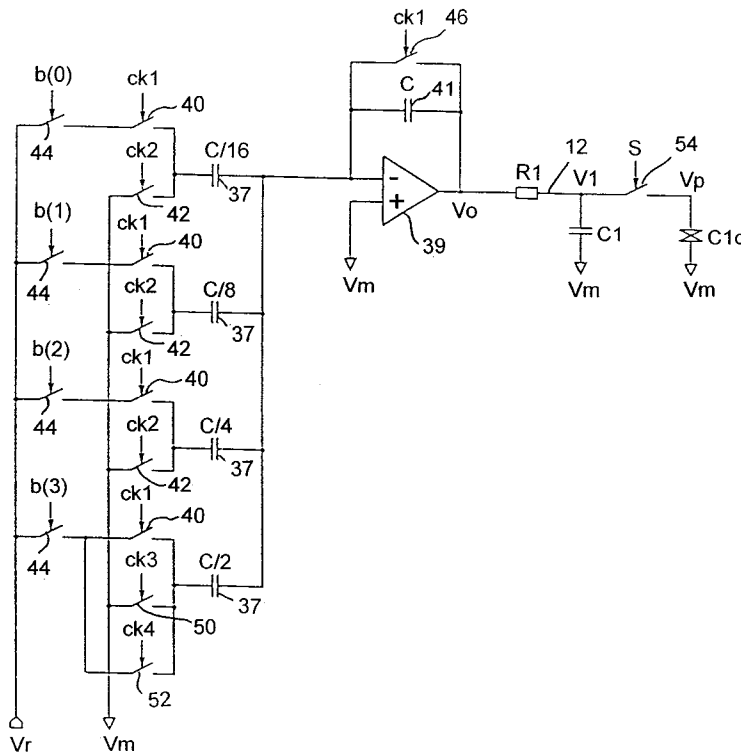 ck1
46
b(0)
ck1
C
41
40
44
ck2
C/16
R1
12
S
54
V1
Vp
37
-
+
Vo
C1
C1c
b(1)
ck1
42
39
40
Vm
Vm
Vm
44
ck2
C/8
37
42
b(2)
ck1
40
44
ck2
C/4
37
42
b(3)
ck1
40
44
ck3
C/2
37
50
ck4
52
Vr
Vm